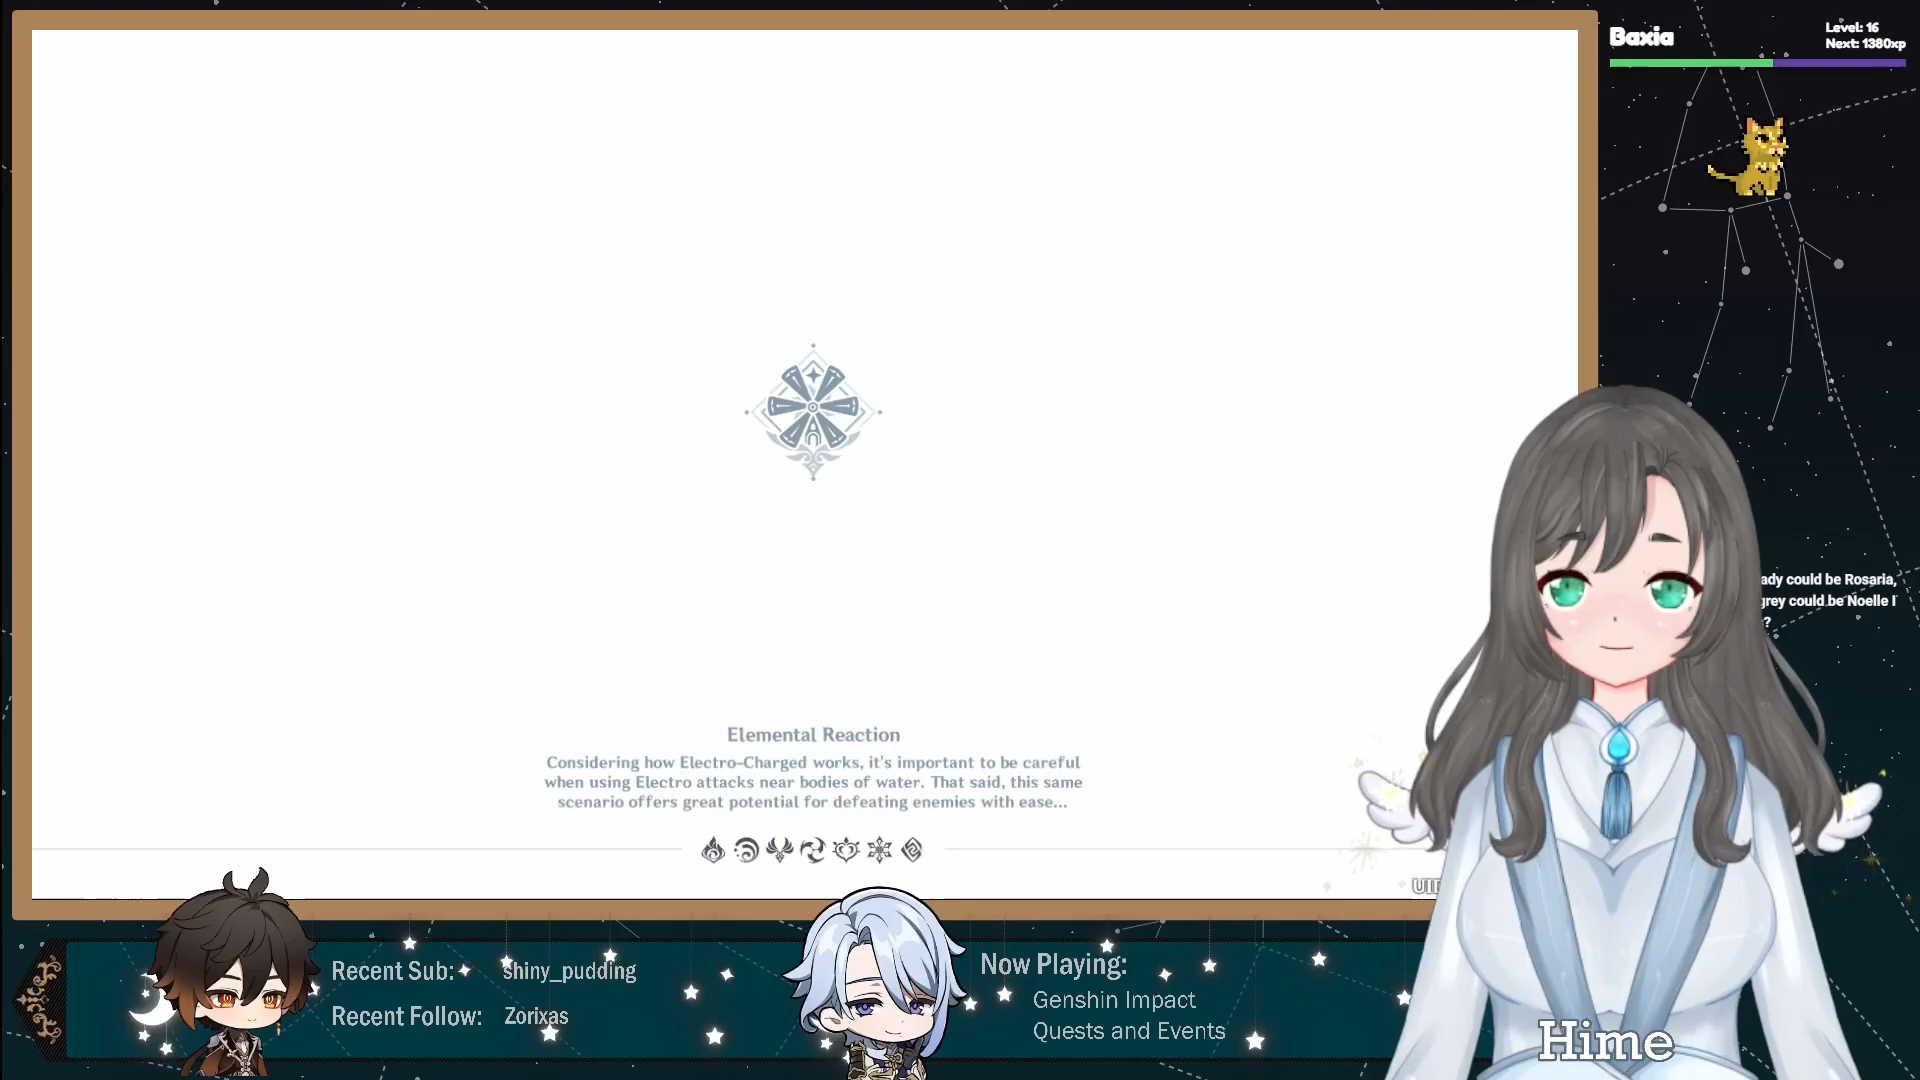 Baxia
Level: 16
Next: 1380xp
ady could be Rosaria,
grey could be Noelle I
?
Elemental Reaction
Considering how Electro-Charged works, it's important to be careful
when using Electro attacks near bodies of water. That said, this same
scenario offers great potential for defeating enemies with ease...
UID
Recent Sub: shiny_pudding
Recent Follow: Zorixas
Now Playing:
Genshin Impact
Quests and Events
Hime